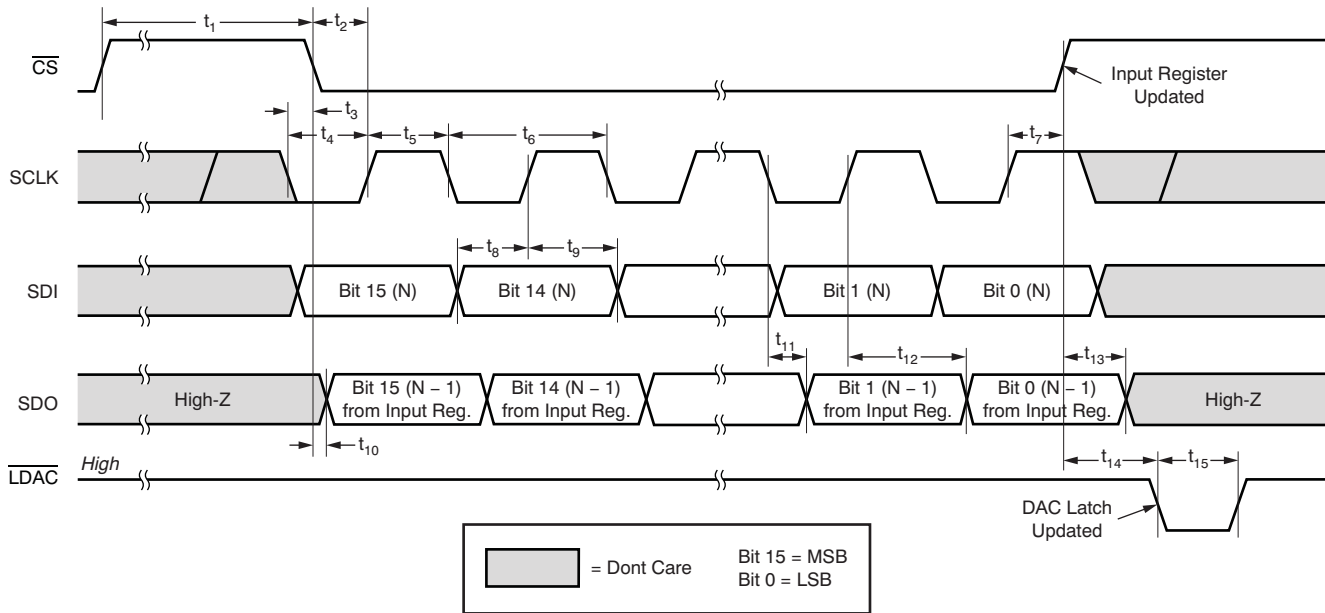 t1
t2
CS
Input Register
Updated
t3
t4
t5
t6
t7
SCLK
t8
t9
SDI
Bit 15 (N)
Bit 14 (N)
Bit 1 (N)
Bit 0 (N)
t11
t12
t13
SDO
High-Z
Bit 15 (N − 1)
from Input Reg.
Bit 14 (N − 1)
from Input Reg.
Bit 1 (N − 1)
from Input Reg.
Bit 0 (N − 1)
from Input Reg.
High-Z
t10
High
LDAC
t14
t15
DAC Latch
Updated
= Dont Care
Bit 15 = MSB
Bit 0 = LSB